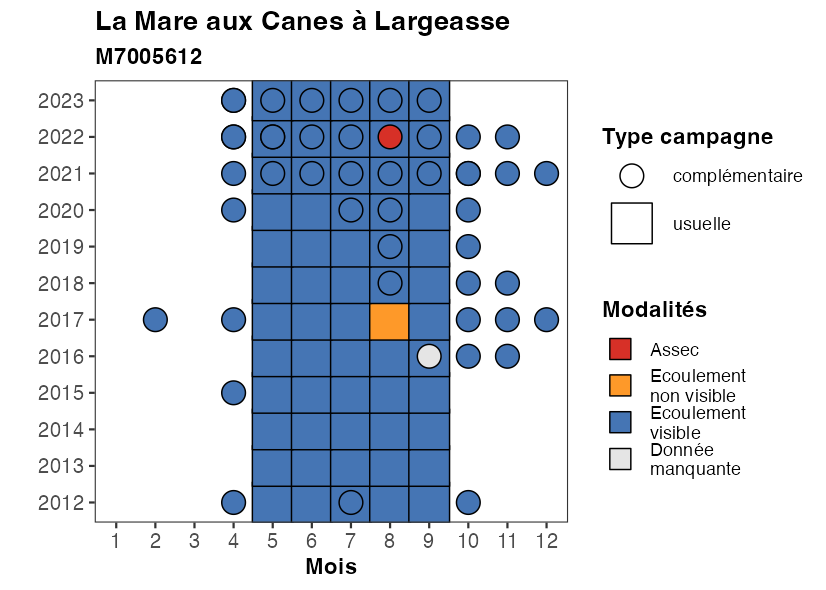 La Mare aux Canes à Largeasse
M7005612
2023
2022
2021
2020
2019
2018
2017
2016
2015
2014
2013
2012
1 2 3 4 5 6 7 8 9 10 11 12
Mois
Type campagne
complémentaire
usuelle
Modalités
Assec
Ecoulement
non visible
Ecoulement
visible
Donnée
manquante